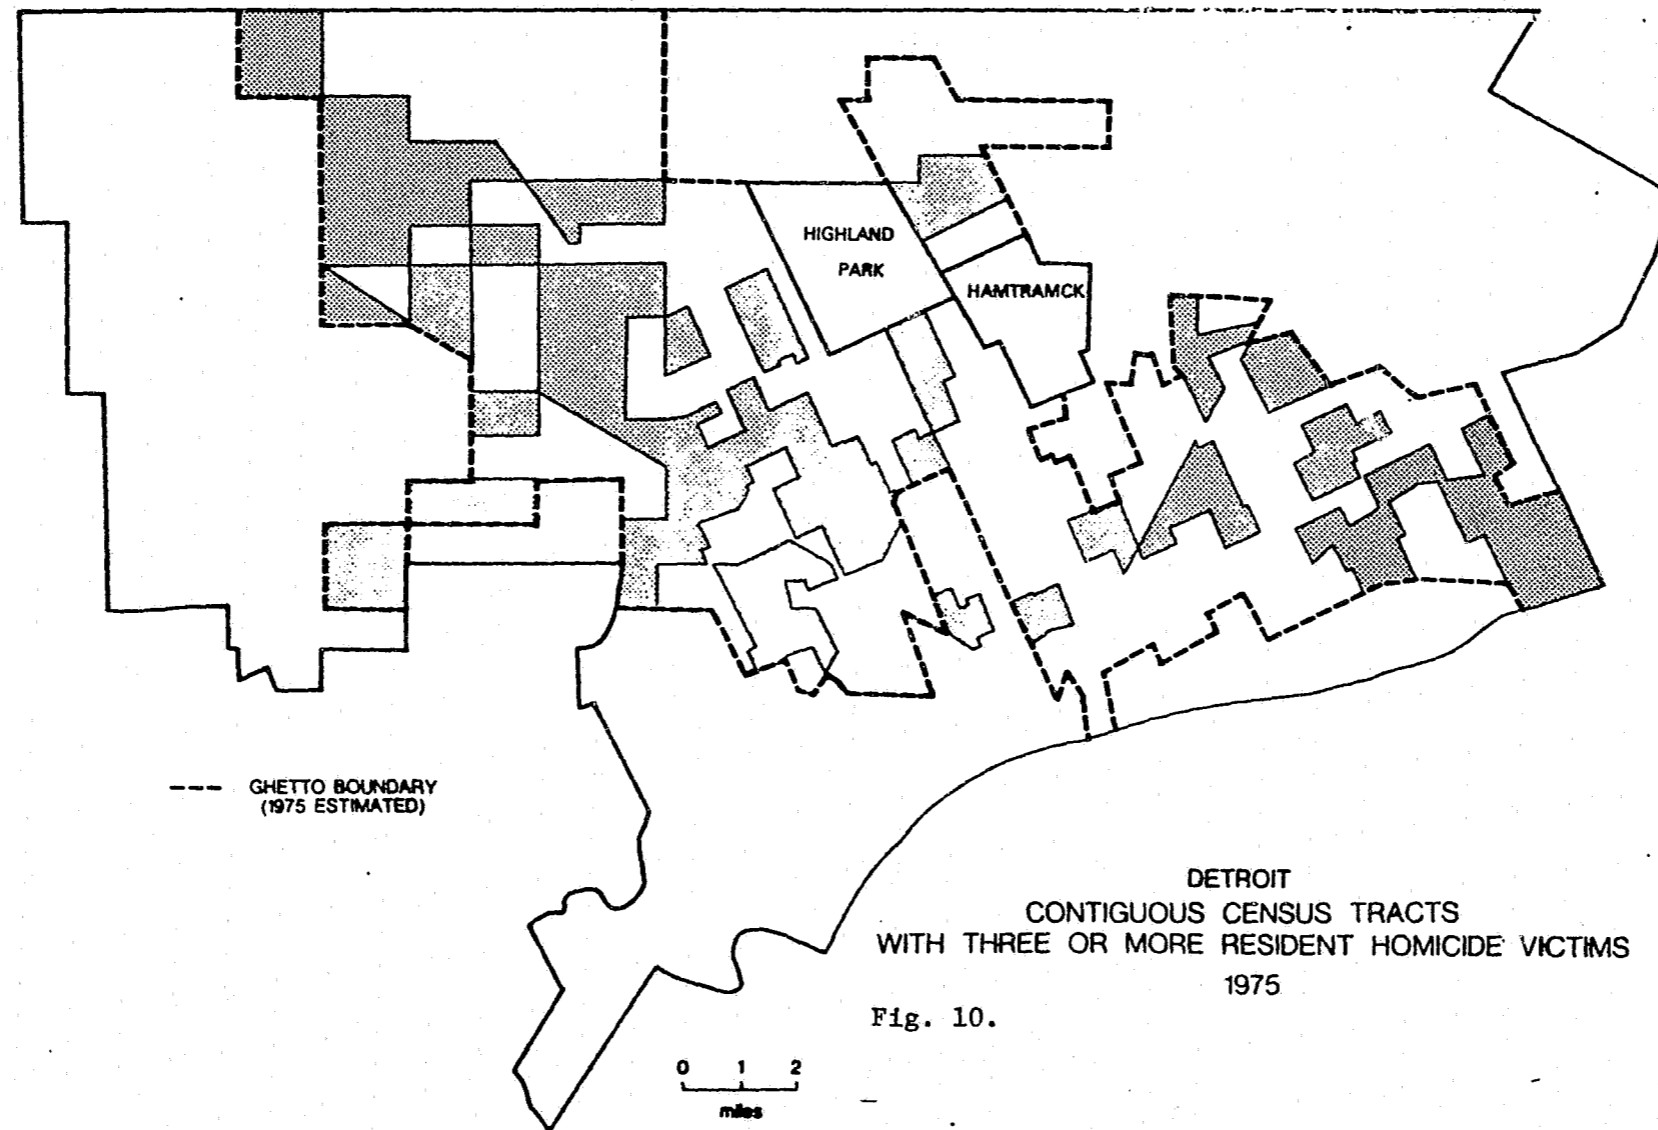 HIGHLAND
PARK
HAMTRAMCK
GHETTO BOUNDARY
(1975 ESTIMATED)
DETROIT
CONTIGUOUS CENSUS TRACTS
WITH THREE OR MORE RESIDENT HOMICIDE VICTIMS
1975
Fig. 10.
0 1 2
miles